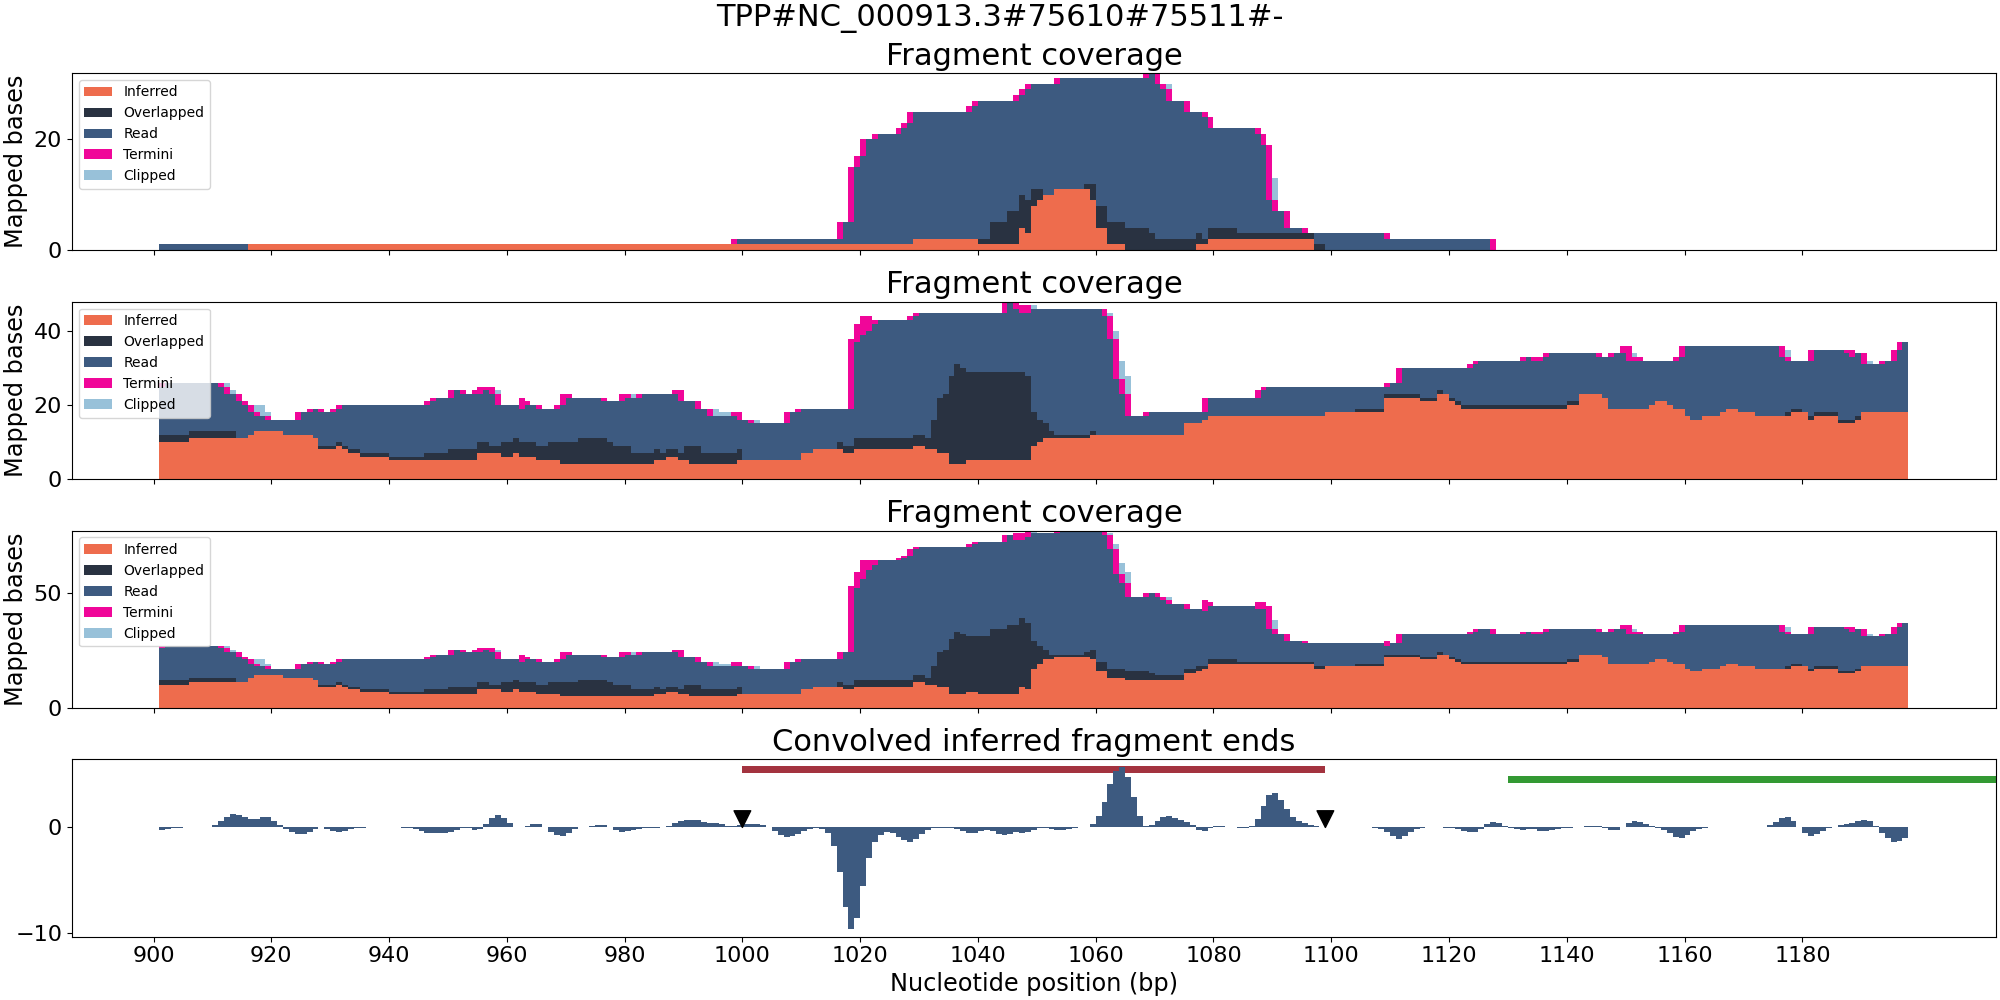 TPP#NC_000913.3#75610#75511#-
Fragment coverage
Mapped bases
20
0
Inferred
Overlapped
Read
Termini
Clipped
Fragment coverage
Mapped bases
40
20
0
Inferred
Overlapped
Read
Termini
Clipped
Fragment coverage
Mapped bases
50
0
Inferred
Overlapped
Read
Termini
Clipped
Convolved inferred fragment ends
0
−10
900 920 940 960 980 1000 1020 1040 1060 1080 1100 1120 1140 1160 1180
Nucleotide position (bp)